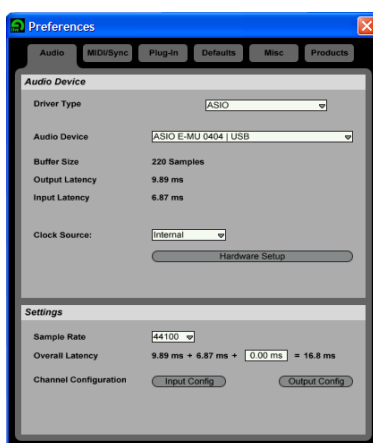 Preferences
Audio MIDI/Sync Plug-In Defaults Misc Products
Audio Device
Driver Type ASIO
Audio Device ASIO E-MU 0404 | USB
Buffer Size 220 Samples
Output Latency 9.89 ms
Input Latency 6.87 ms
Clock Source: Internal
Hardware Setup
Settings
Sample Rate 44100
Overall Latency 9.89 ms + 6.87 ms + 0.00 ms = 16.8 ms
Channel Configuration Input Config Output Config